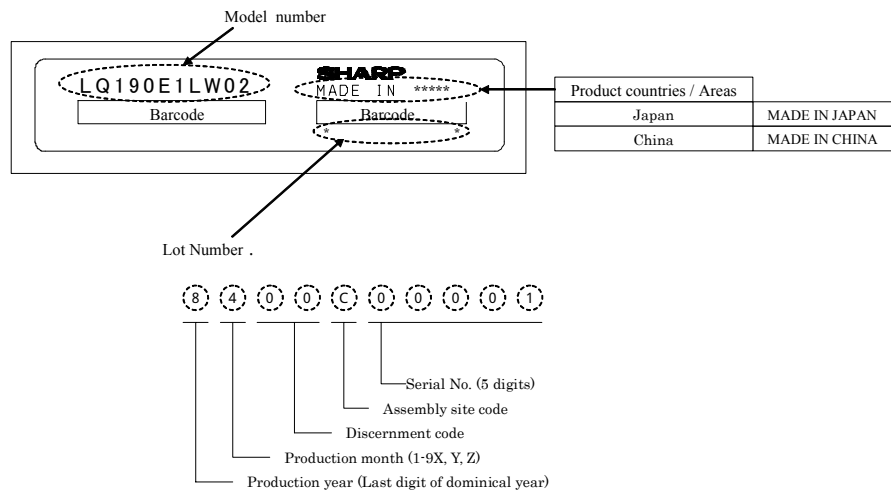 Model number
SHARP
LQ190E1LW02
MADE IN *****
Barcode
Barcode
* *
Product countries / Areas
Japan MADE IN JAPAN
China MADE IN CHINA
Lot Number .
8 4 0 0 C 0 0 0 0 1
Serial No. (5 digits)
Assembly site code
Discernment code
Production month (1-9X, Y, Z)
Production year (Last digit of dominical year)